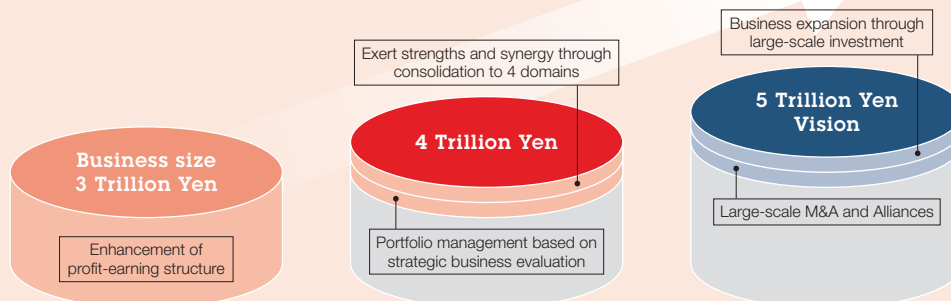 Business size
3 Trillion Yen
Enhancement of
profit-earning structure
Exert strengths and synergy through
consolidation to 4 domains
4 Trillion Yen
Portfolio management based on
strategic business evaluation
Business expansion through
large-scale investment
5 Trillion Yen
Vision
Large-scale M&A and Alliances